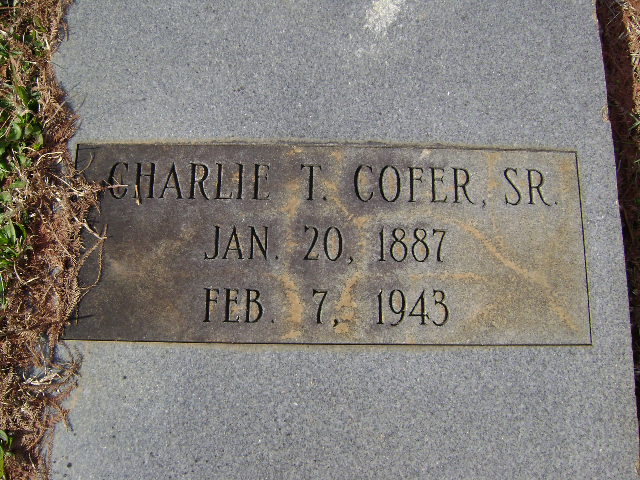 CHARLIE T. COFER, SR.
JAN. 20, 1887
FEB. 7, 1943